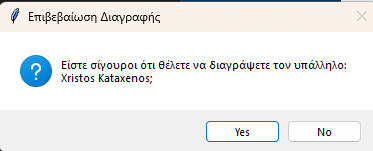 Επιβεβαίωση Διαγραφής
Είστε σίγουροι ότι θέλετε να διαγράψετε τον υπάλληλο:
Xristos Kataxenos;
Yes
No